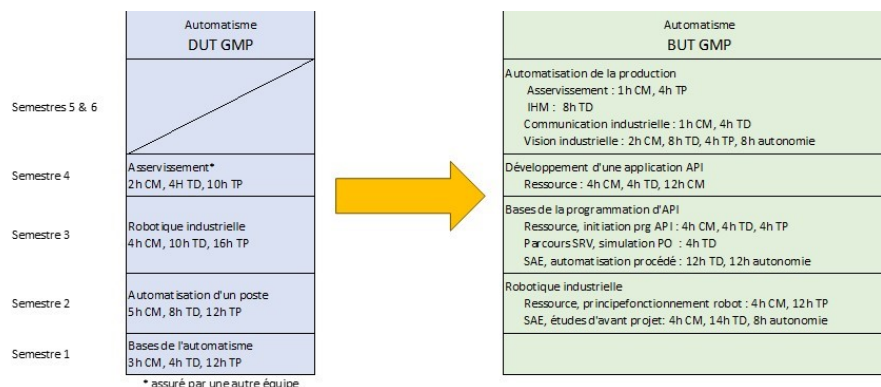 Automatisme
DUT GMP
Automatisme
BUT GMP
Semestres 5 & 6
Automatisation de la production
Asservissement : 1h CM, 4h TP
IHM : 8h TD
Communication industrielle : 1h CM, 4h TD
Vision industrielle : 2h CM, 8h TD, 4h TP, 8h autonomie
Semestre 4
Asservissement*
2h CM, 4H TD, 10h TP
Développement d'une application API
Ressource : 4h CM, 4h TD, 12h CM
Semestre 3
Robotique industrielle
4h CM, 10h TD, 16h TP
Bases de la programmation d'API
Ressource, initiation prg API : 4h CM, 4h TD, 4h TP
Parcours SRV, simulation PO : 4h TD
SAE, automatisation procédé : 12h TD, 12h autonomie
Semestre 2
Automatisation d'un poste
5h CM, 8h TD, 12h TP
Robotique industrielle
Ressource, principefonctionnement robot : 4h CM, 12h TP
SAE, études d'avant projet: 4h CM, 14h TD, 8h autonomie
Semestre 1
Bases de l'automatisme
3h CM, 4h TD, 12h TP
* assuré par une autre équipe